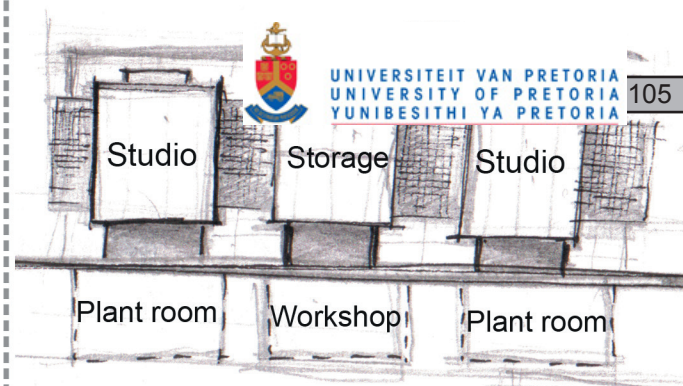 UNIVERSITEIT VAN PRETORIA
UNIVERSITY OF PRETORIA
YUNIBESITHI YA PRETORIA
105
Studio
Storage
Studio
Plant room
Workshop
Plant room